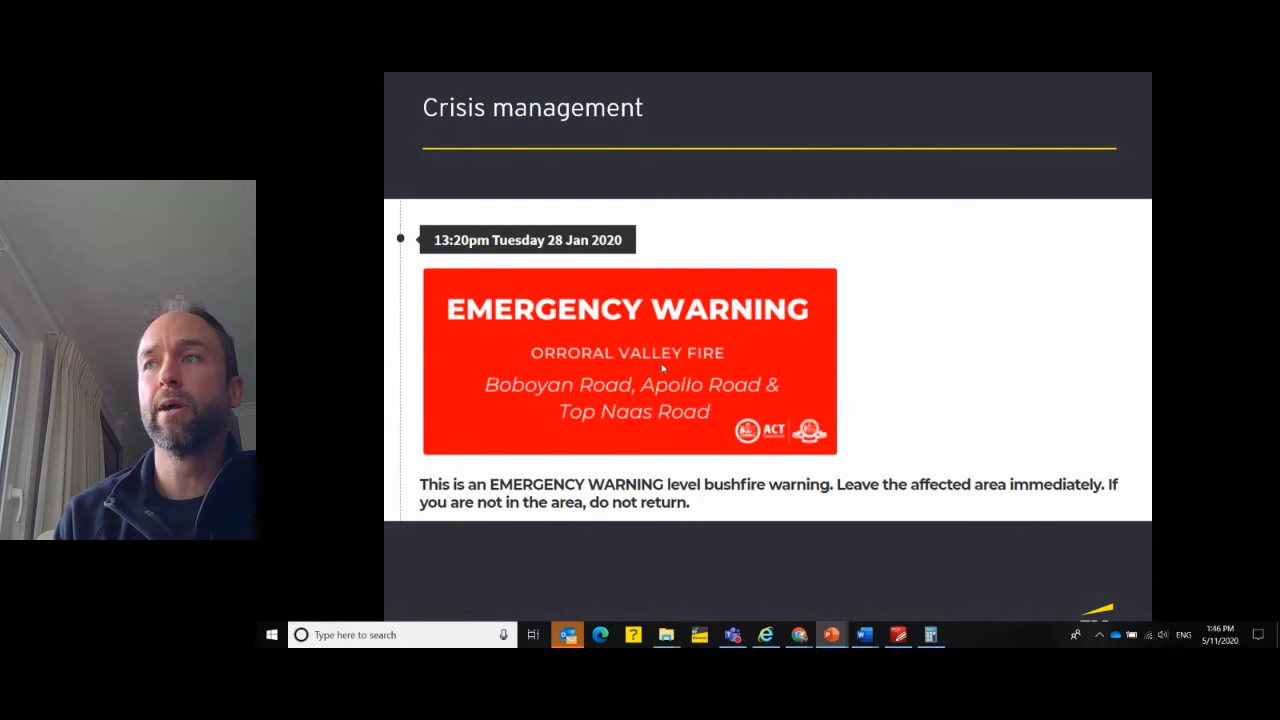 Crisis management
13:20pm Tuesday 28 Jan 2020
EMERGENCY WARNING
ORRORAL VALLEY FIRE
Boboyan Road, Apollo Road &
Top Naas Road
ACT
This is an EMERGENCY WARNING level bushfire warning. Leave the affected area immediately. If
you are not in the area, do not return.
Type here to search
ENG
1:46 PM
5/11/2020